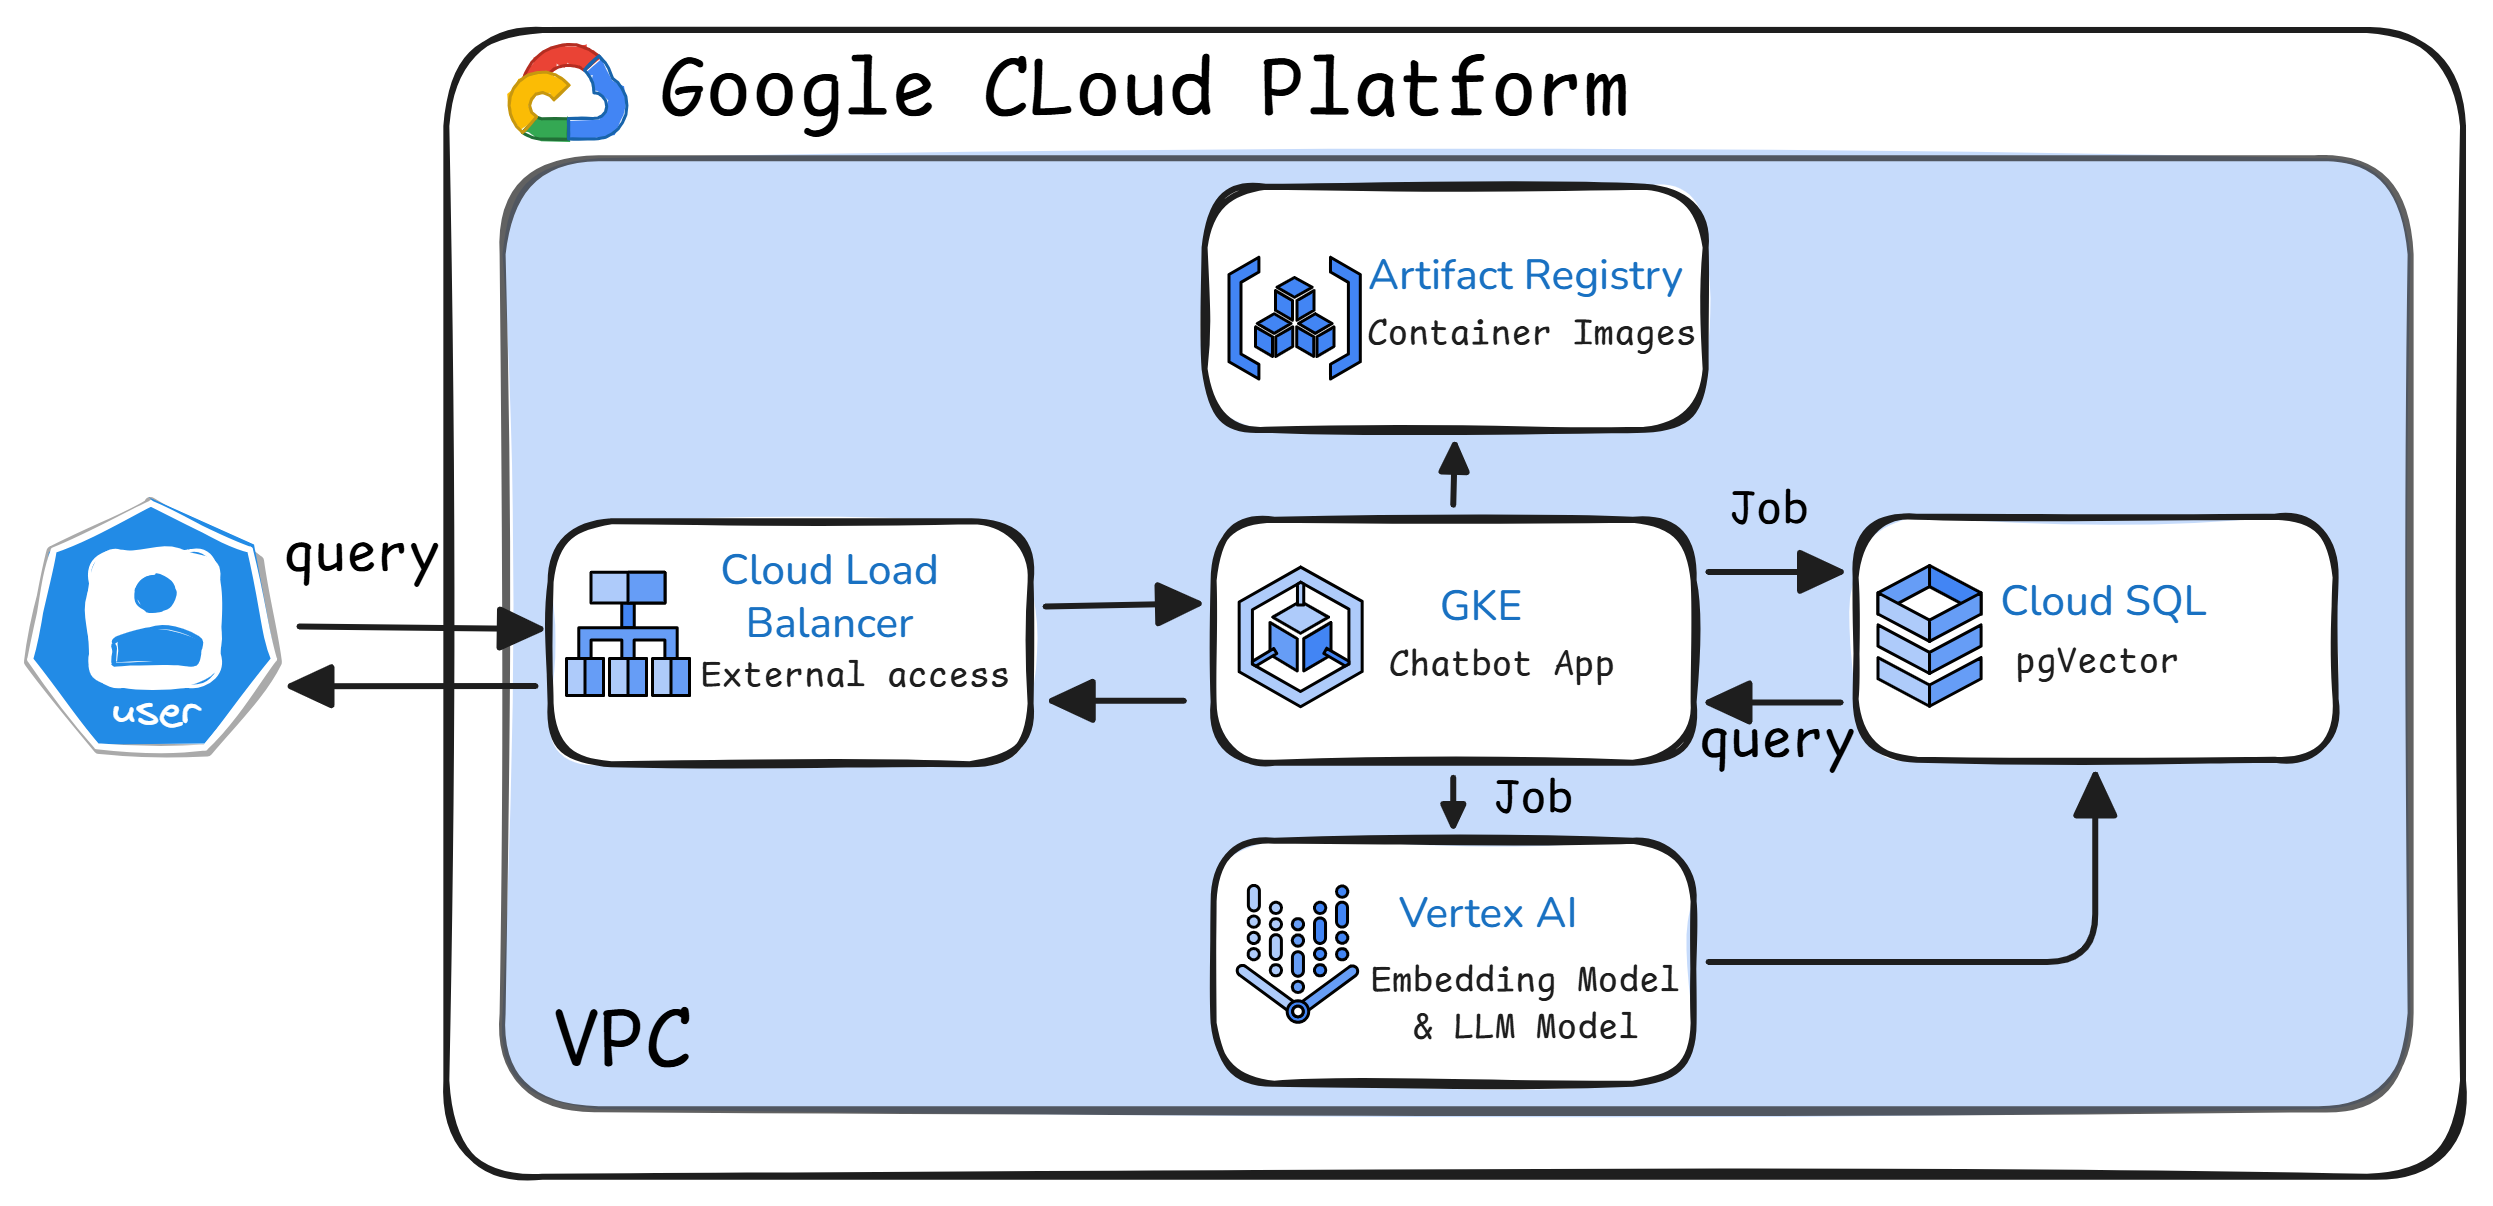 Google CLoud Platform
Artifact Registry
Container Images
Job
query
user
Cloud Load
Balancer
External access
GKE
Chatbot App
Cloud SQL
pgVector
query
Job
Vertex AI
Embedding Model
& LLM Model
VPC